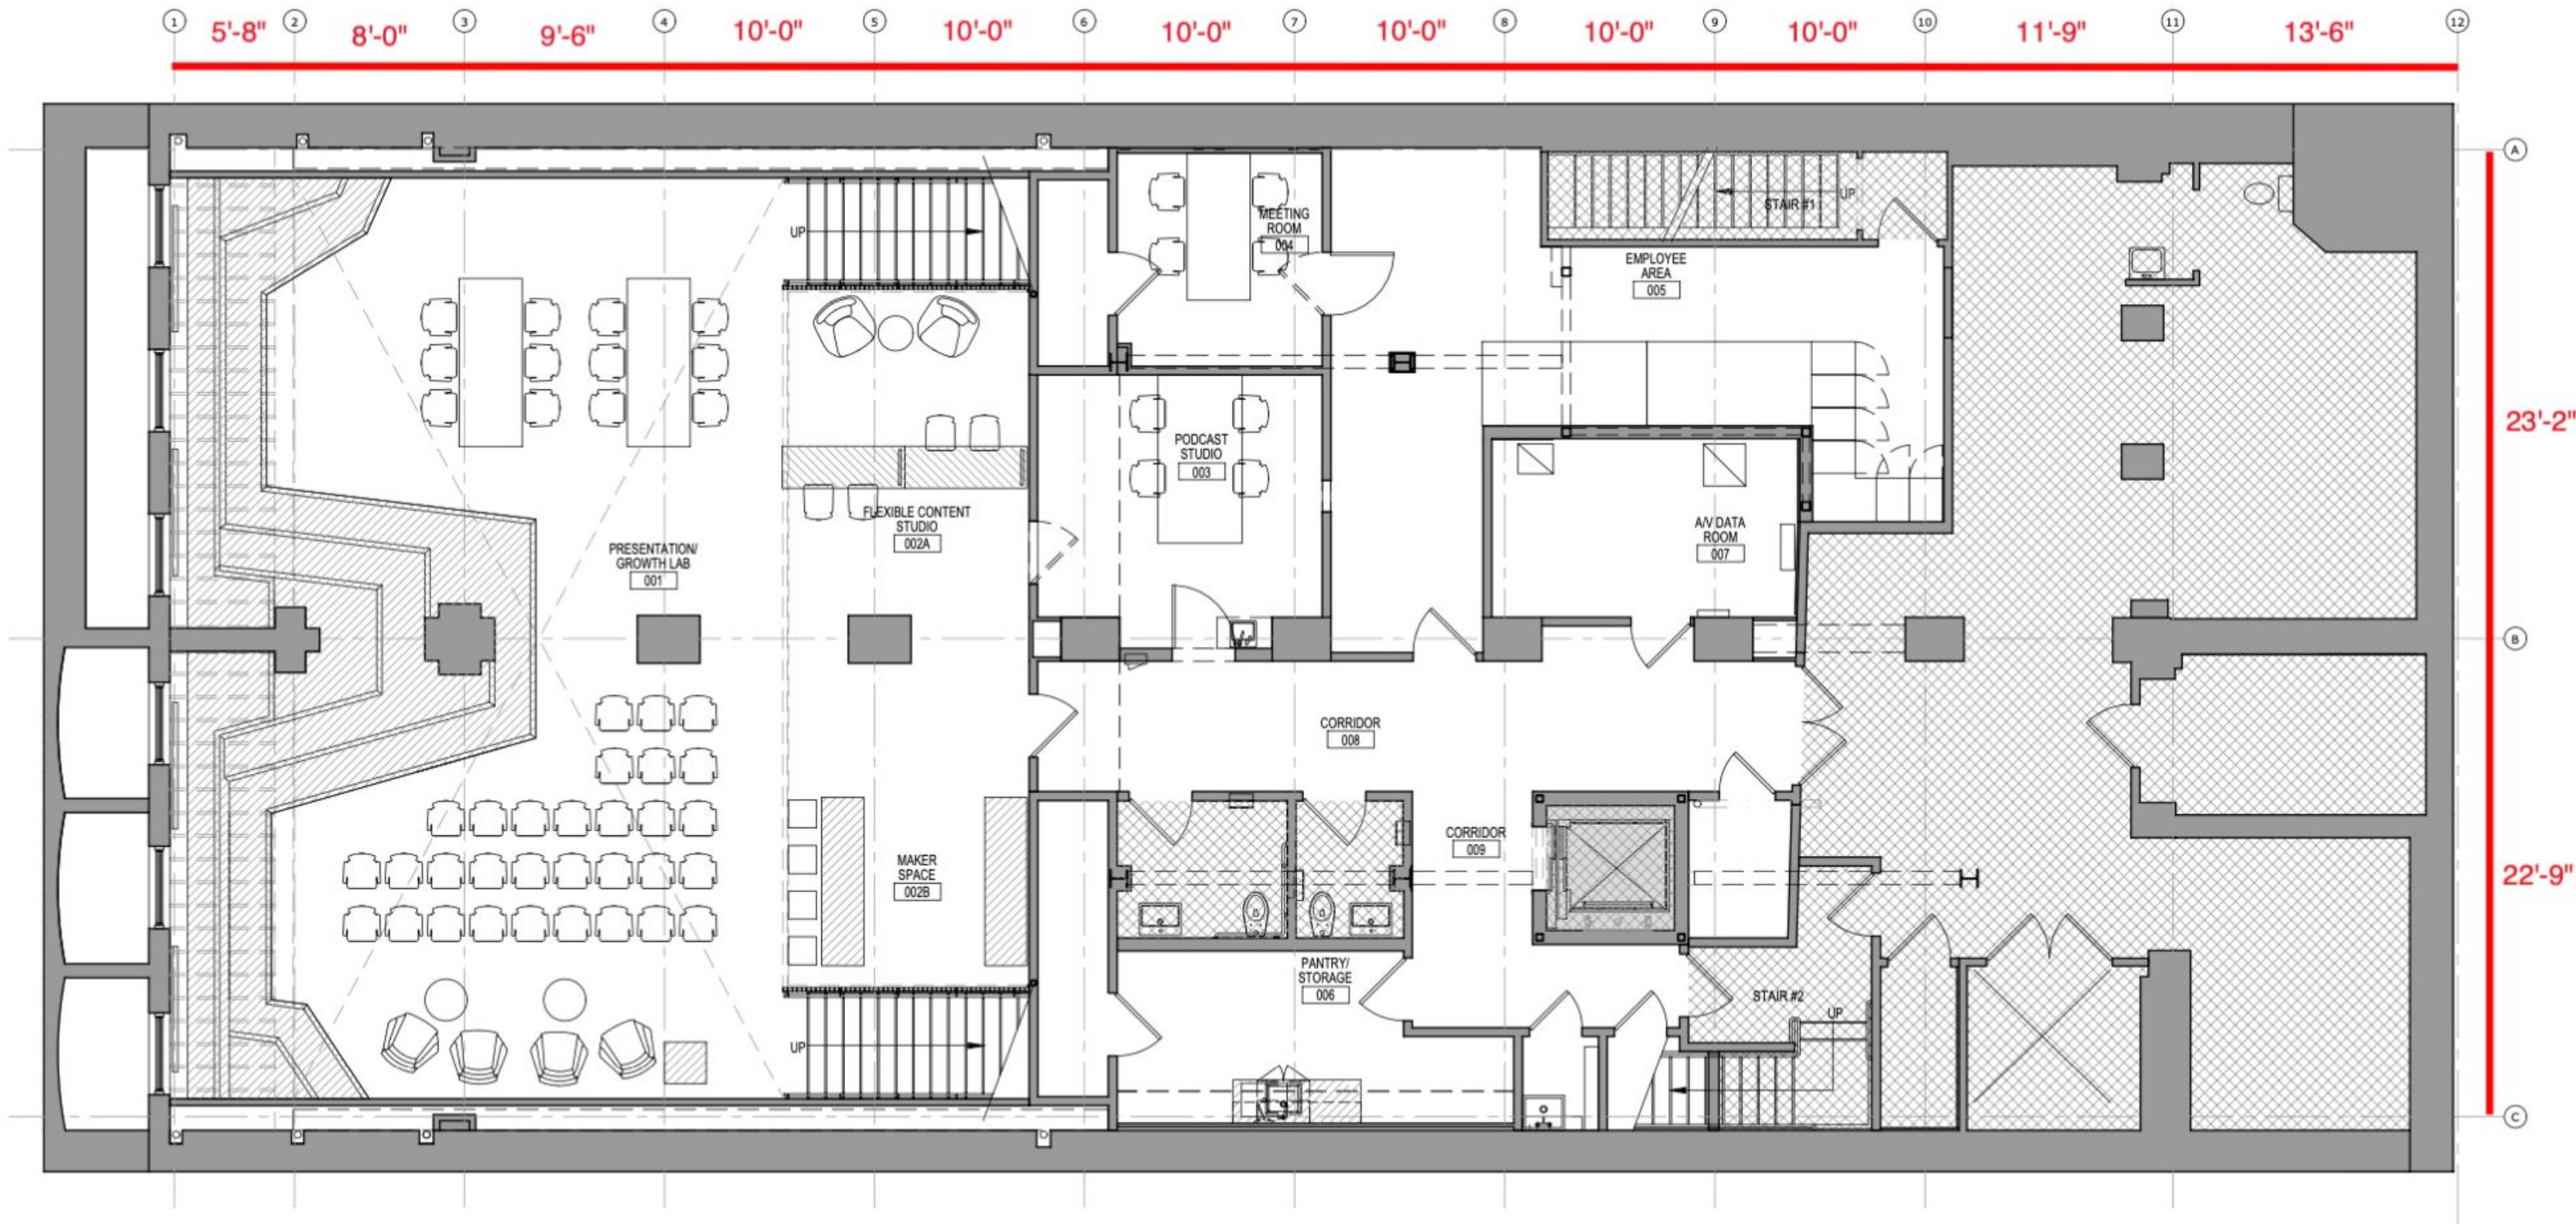 1 2 3 4 5 6 7 8 9 10 11 12
5'-8" 8'-0" 9'-6" 10'-0" 10'-0" 10'-0" 10'-0" 10'-0" 10'-0" 11'-9" 13'-6"
A
UP
STAIR #1
UP
MEETING
ROOM
004
EMPLOYEE
AREA
005
23'-2"
PODCAST
STUDIO
003
FLEXIBLE CONTENT
STUDIO
002A
A/V DATA
ROOM
007
PRESENTATION/
GROWTH LAB
001
B
CORRIDOR
008
CORRIDOR
009
MAKER
SPACE
002B
22'-9"
PANTRY/
STORAGE
006
STAIR #2
UP
UP
C